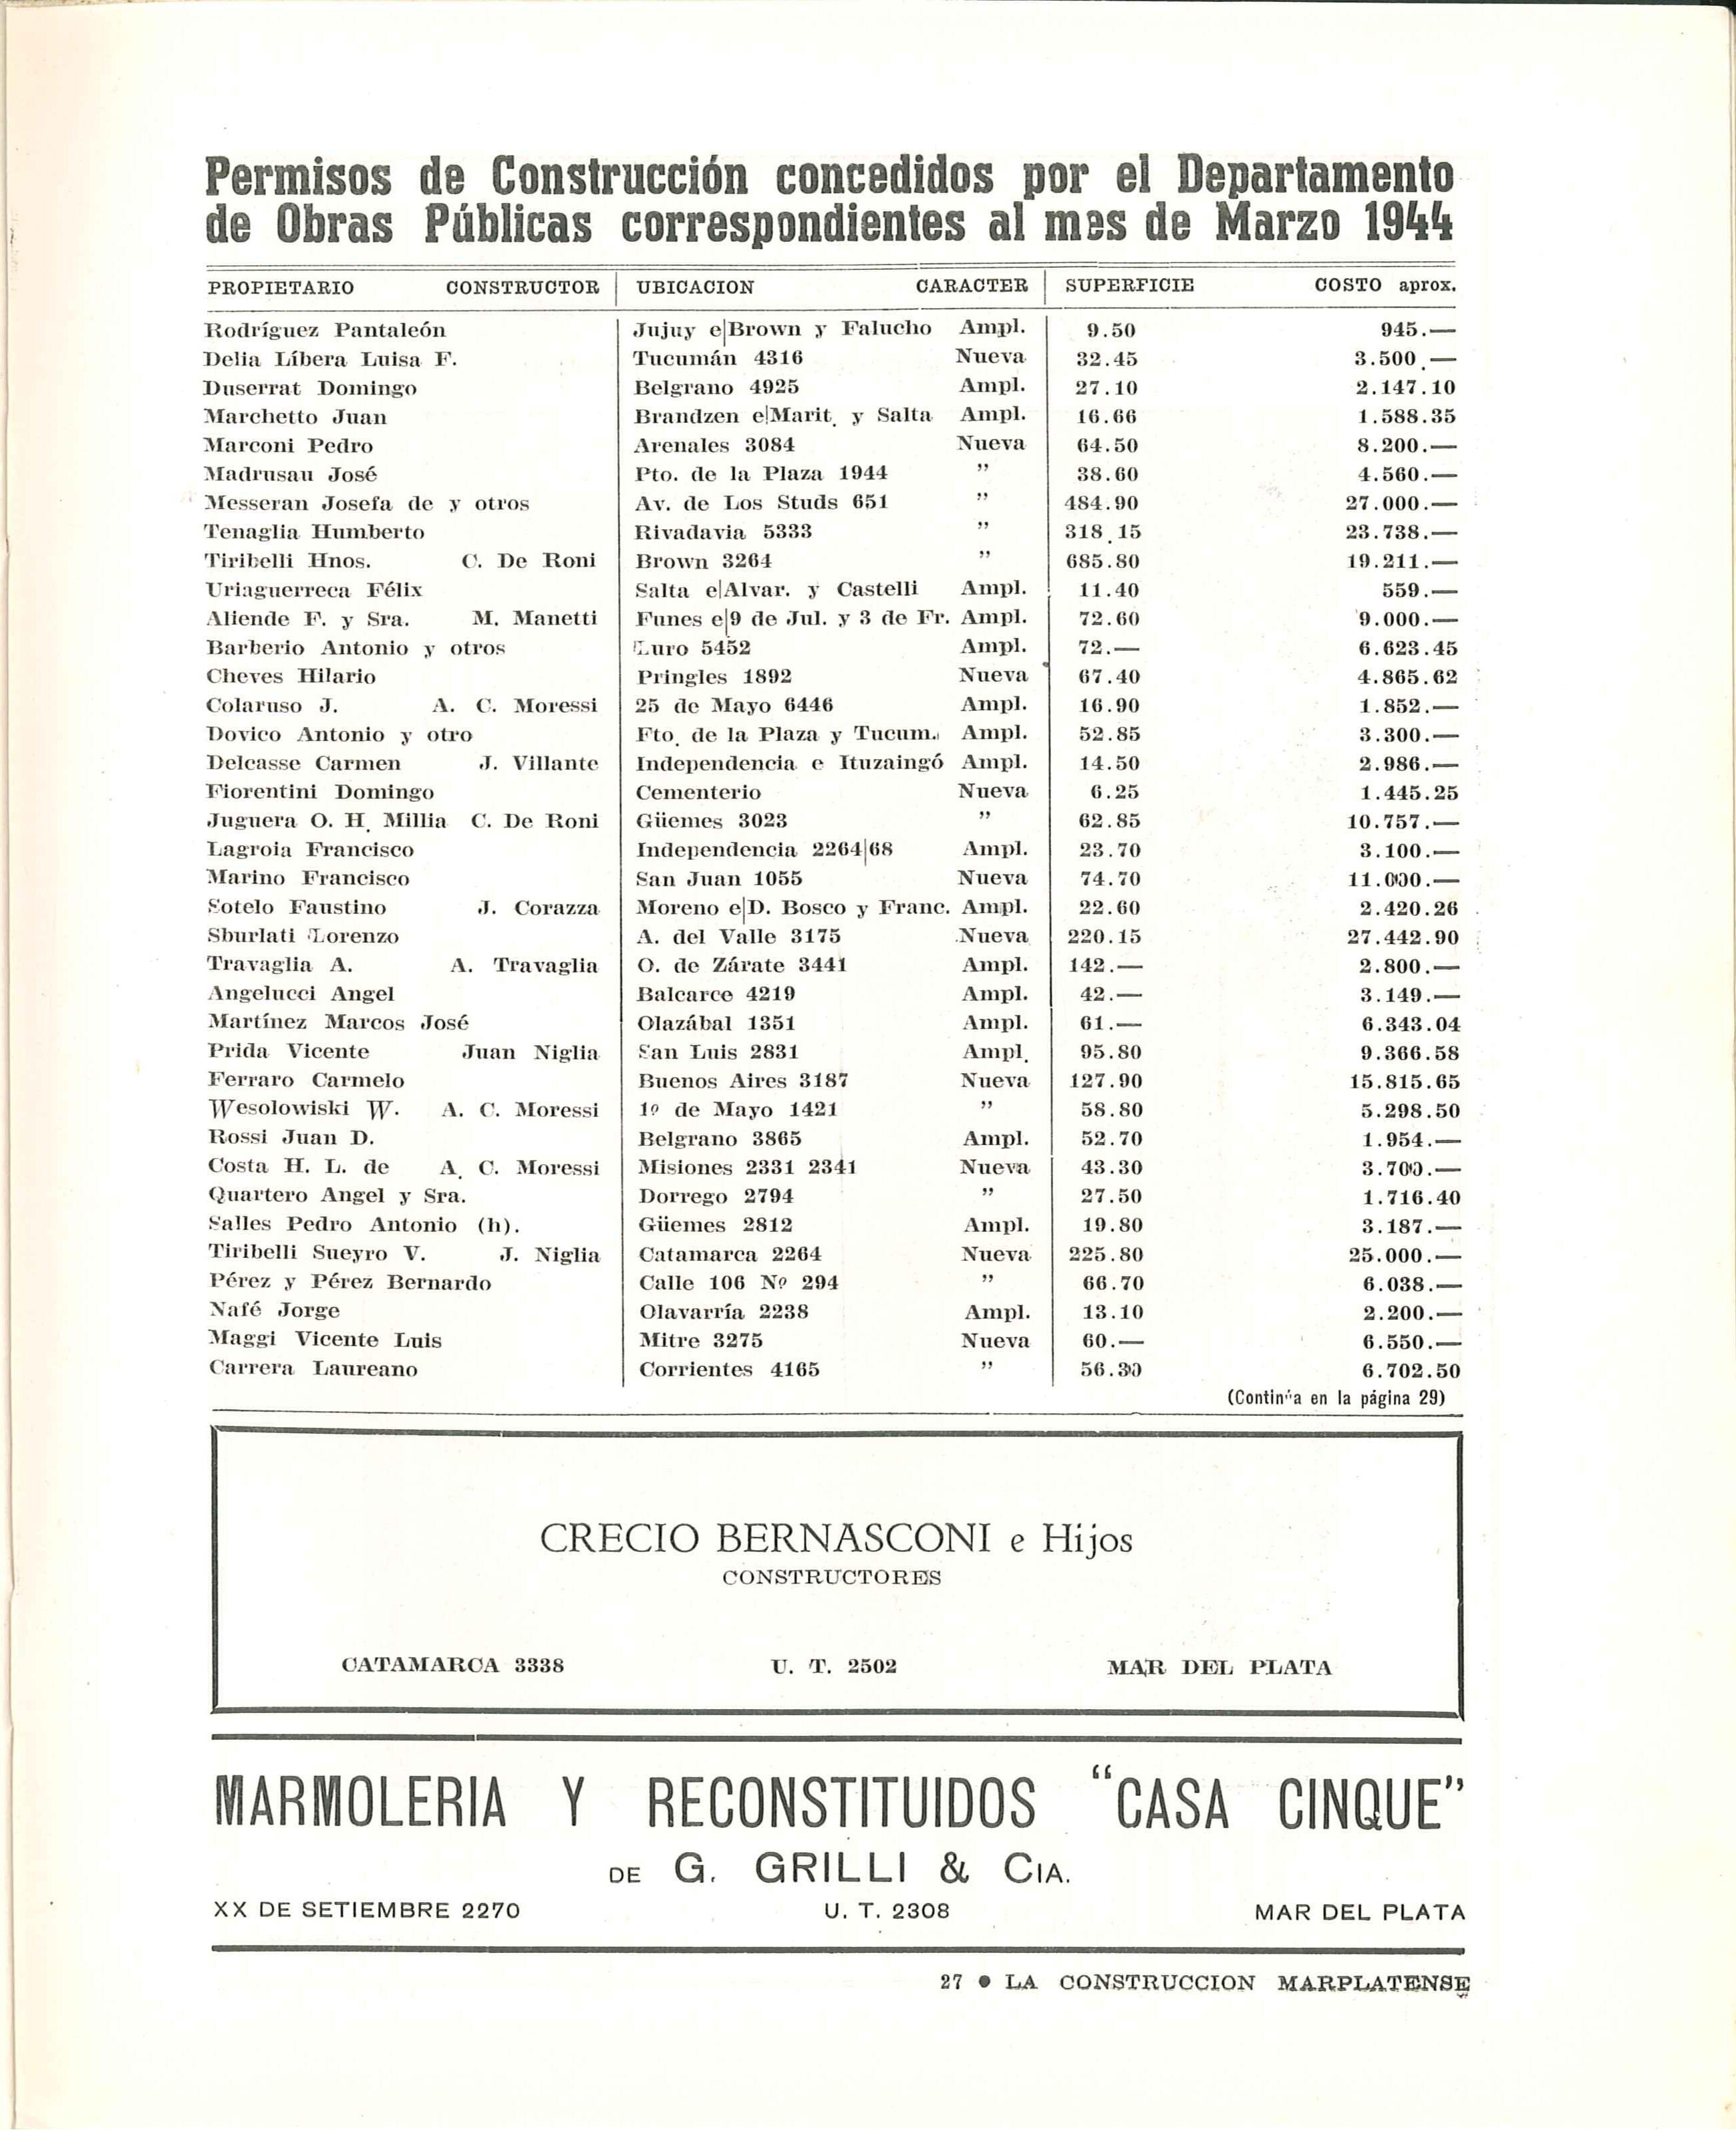 Permisos de Construcción concedidos por el Departamento
de Obras Públicas correspondientes al mes de Marzo 1944
PROPIETARIO CONSTRUCTOR UBICACION CARACTER SUPERFICIE COSTO aprox.
Rodríguez Pantaleón Jujuy e|Brown y Falucho Ampl. 9.50 945.—
Delia Líbera Luisa F. Tucumán 4316 Nueva 32.45 3.500.—
Duserrat Domingo Belgrano 4925 Ampl. 27.10 2.147.10
Marchetto Juan Brandzen e|Marit. y Salta Ampl. 16.66 1.588.35
Marconi Pedro Arenales 3084 Nueva 64.50 8.200.—
Madrusau José Pto. de la Plaza 1944 ” 38.60 4.560.—
Messeran Josefa de y otros Av. de Los Studs 651 ” 484.90 27.000.—
Tenaglia Humberto Rivadavia 5333 ” 318.15 23.738.—
Tiribelli Hnos. C. De Roni Brown 3264 ” 685.80 19.211.—
Uriaguerreca Félix Salta e|Alvar. y Castelli Ampl. 11.40 559.—
Aliende F. y Sra. M. Manetti Funes e|9 de Jul. y 3 de Fr. Ampl. 72.60 9.000.—
Barberio Antonio y otros Luro 5452 Ampl. 72.— 6.623.45
Cheves Hilario Pringles 1892 Nueva 67.40 4.865.62
Colaruso J. A. C. Moressi 25 de Mayo 6446 Ampl. 16.90 1.852.—
Dovico Antonio y otro Fto. de la Plaza y Tucum. Ampl. 52.85 3.300.—
Delcasse Carmen J. Villante Independencia e Ituzaingó Ampl. 14.50 2.986.—
Fiorentini Domingo Cementerio Nueva 6.25 1.445.25
Juguera O. H. Millia C. De Roni Güemes 3023 ” 62.85 10.757.—
Lagroia Francisco Independencia 2264|68 Ampl. 23.70 3.100.—
Marino Francisco San Juan 1055 Nueva 74.70 11.000.—
Sotelo Faustino J. Corazza Moreno e|D. Bosco y Franc. Ampl. 22.60 2.420.26
Sburlati Lorenzo A. del Valle 3175 Nueva 220.15 27.442.90
Travaglia A. A. Travaglia O. de Zárate 3441 Ampl. 142.— 2.800.—
Angelucci Angel Balcarce 4219 Ampl. 42.— 3.149.—
Martínez Marcos José Olazábal 1351 Ampl. 61.— 6.343.04
Prida Vicente Juan Niglia San Luis 2831 Ampl. 95.80 9.366.58
Ferraro Carmelo Buenos Aires 3187 Nueva 127.90 15.815.65
Wesolowiski W. A. C. Moressi 1º de Mayo 1421 ” 58.80 5.298.50
Rossi Juan D. Belgrano 3865 Ampl. 52.70 1.954.—
Costa H. L. de A. C. Moressi Misiones 2331 2341 Nueva 43.30 3.700.—
Quartero Angel y Sra. Dorrego 2794 ” 27.50 1.716.40
Salles Pedro Antonio (h). Güemes 2812 Ampl. 19.80 3.187.—
Tiribelli Sueyro V. J. Niglia Catamarca 2264 Nueva 225.80 25.000.—
Pérez y Pérez Bernardo Calle 106 Nº 294 ” 66.70 6.038.—
Nafé Jorge Olavarría 2238 Ampl. 13.10 2.200.—
Maggi Vicente Luis Mitre 3275 Nueva 60.— 6.550.—
Carrera Laureano Corrientes 4165 ” 56.30 6.702.50
(Continúa en la página 29)
CRECIO BERNASCONI e Hijos
CONSTRUCTORES
CATAMARCA 3338 U. T. 2502 MAR DEL PLATA
MARMOLERIA Y RECONSTITUIDOS “CASA CINQUE”
DE G. GRILLI & CIA.
XX DE SETIEMBRE 2270 U. T. 2308 MAR DEL PLATA
27 ● LA CONSTRUCCION MARPLATENSE